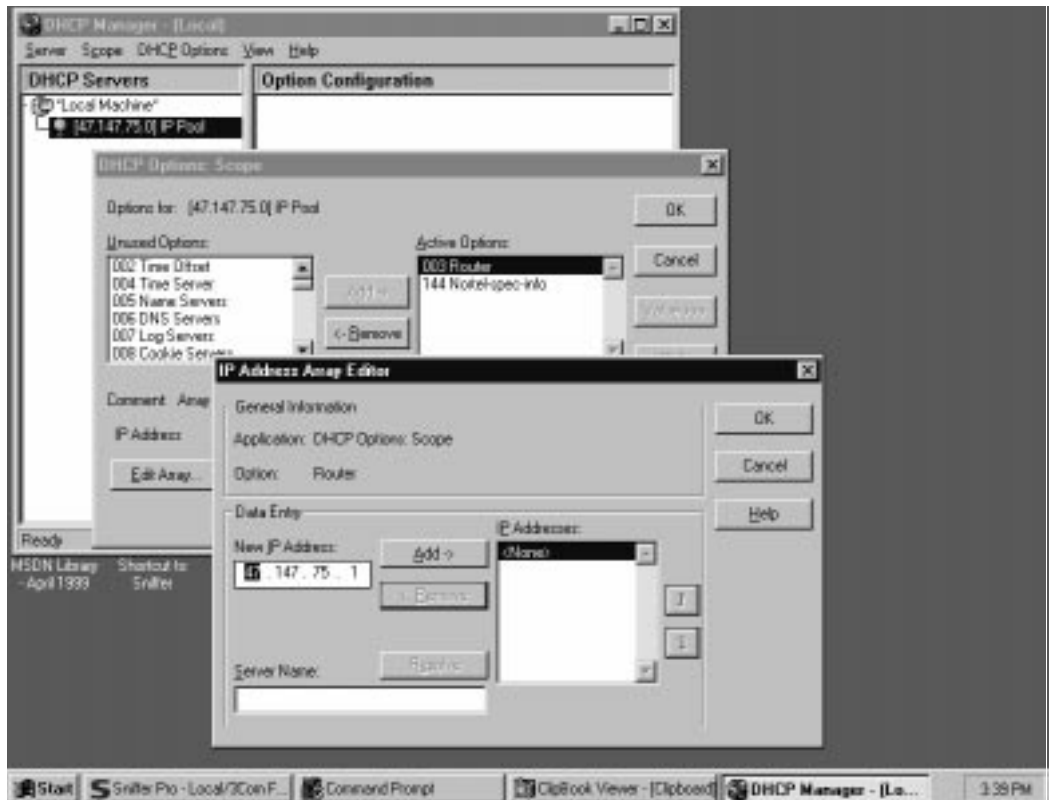 DHCP Manager - (Local)
Server Scope DHCP Options View Help
DHCP Servers
Option Configuration
"Local Machine"
[47.147.75.0] IP Pool
DHCP Options: Scope
Options for: [47.147.75.0] IP Pool
OK
Unused Options:
Active Options:
002 Time Offset
004 Time Server
005 Name Servers
006 DNS Servers
007 Log Servers
008 Cookie Servers
Add ->
<- Remove
003 Router
144 Nortel-spec-info
Cancel
IP Address Array Editor
Comment Array
IP Address
Edit Array...
General Information
Application: DHCP Options: Scope
Option: Router
OK
Cancel
Help
Data Entry
New IP Address:
IP Addresses:
47 . 147 . 75 . 1
Add ->
<- Remove
<None>
Server Name:
Ready
MSDN Library - April 1999
Shortcut to Sniffer
Start
Sniffer Pro - Local/3Com F...
Command Prompt
ClipBook Viewer - [Clipboard]
DHCP Manager - (Lo...
3:39 PM